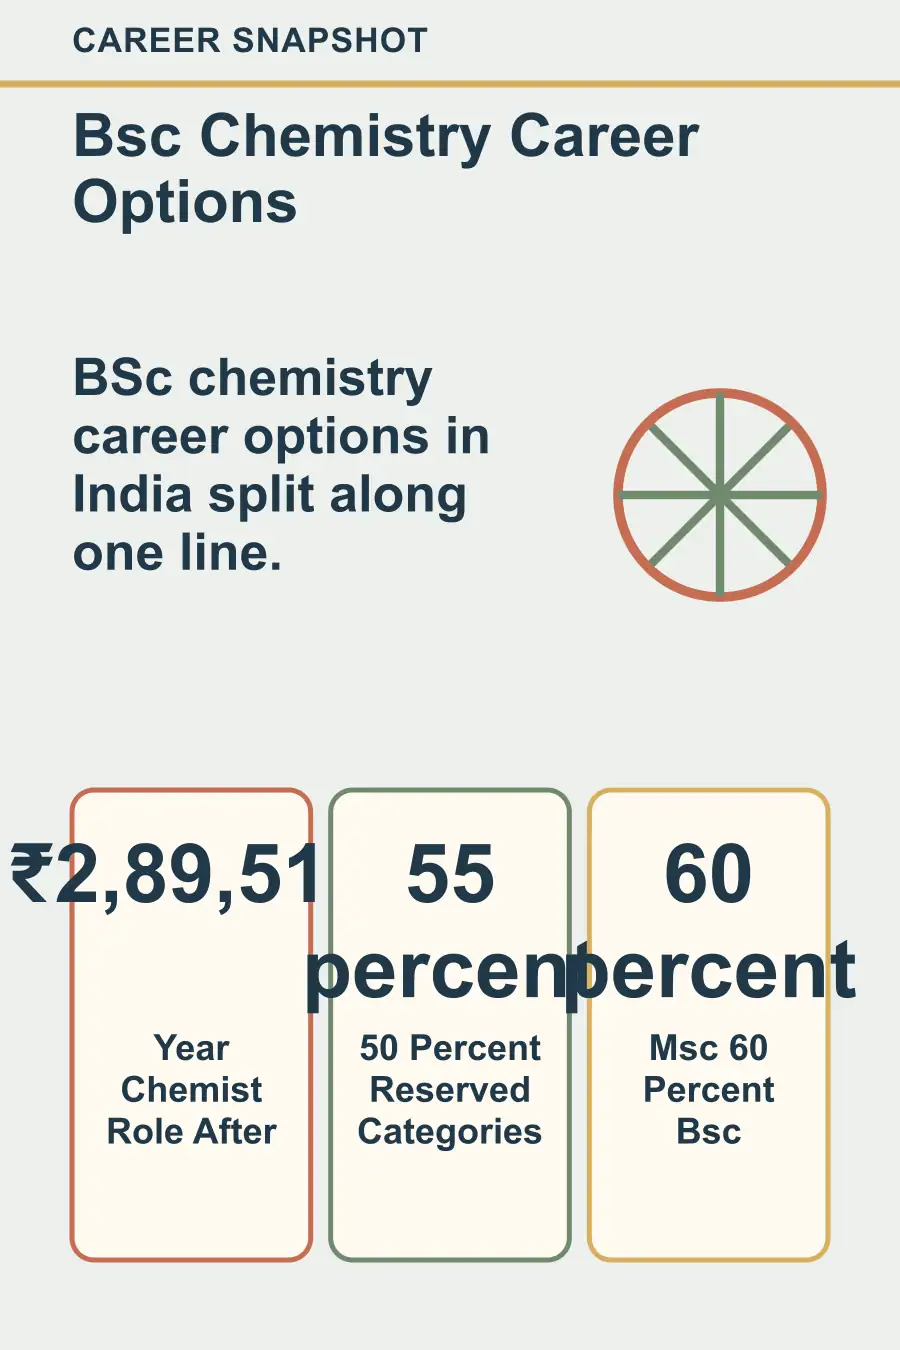 CAREER SNAPSHOT
Bsc Chemistry Career
Options
BSc chemistry
career options in
India split along
one line.
₹2,89,51
Year
Chemist
Role After
55
percent
50 Percent
Reserved
Categories
60
percent
Msc 60
Percent
Bsc